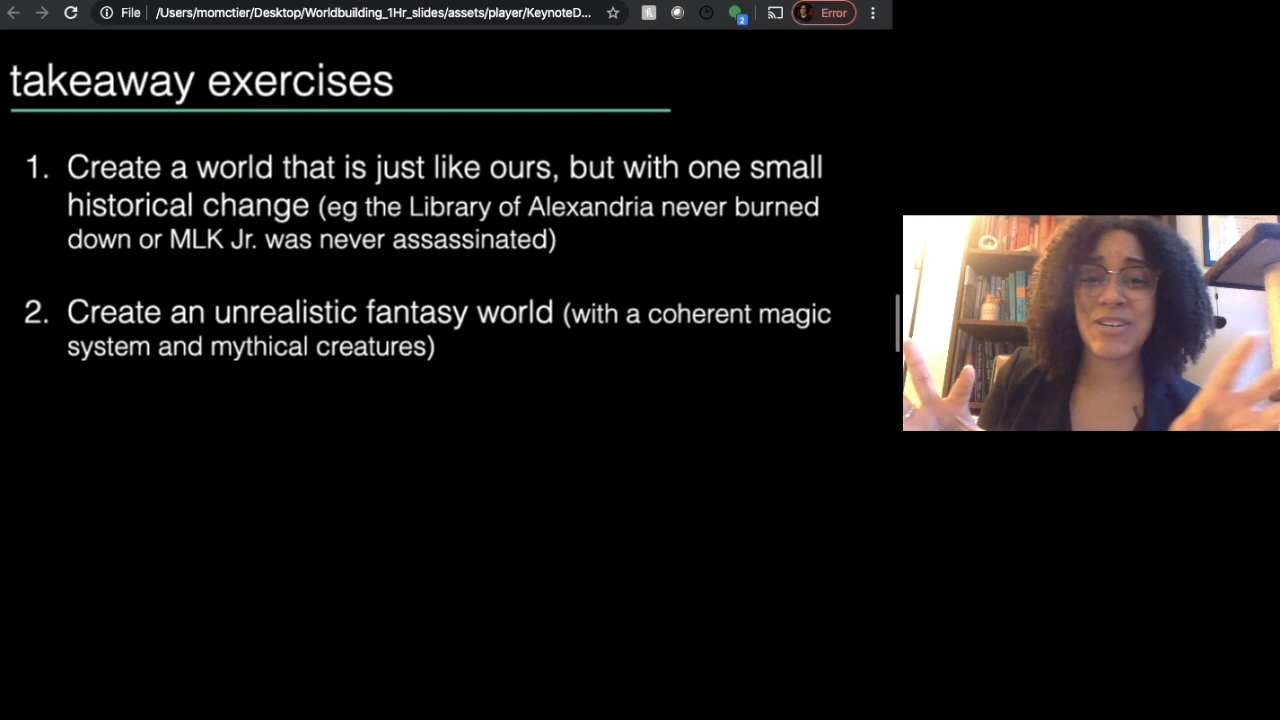 File
/Users/momctier/Desktop/Worldbuilding_1Hr_slides/assets/player/KeynoteD...
2
Error
takeaway exercises
1. Create a world that is just like ours, but with one small
historical change (eg the Library of Alexandria never burned
down or MLK Jr. was never assassinated)
2. Create an unrealistic fantasy world (with a coherent magic
system and mythical creatures)